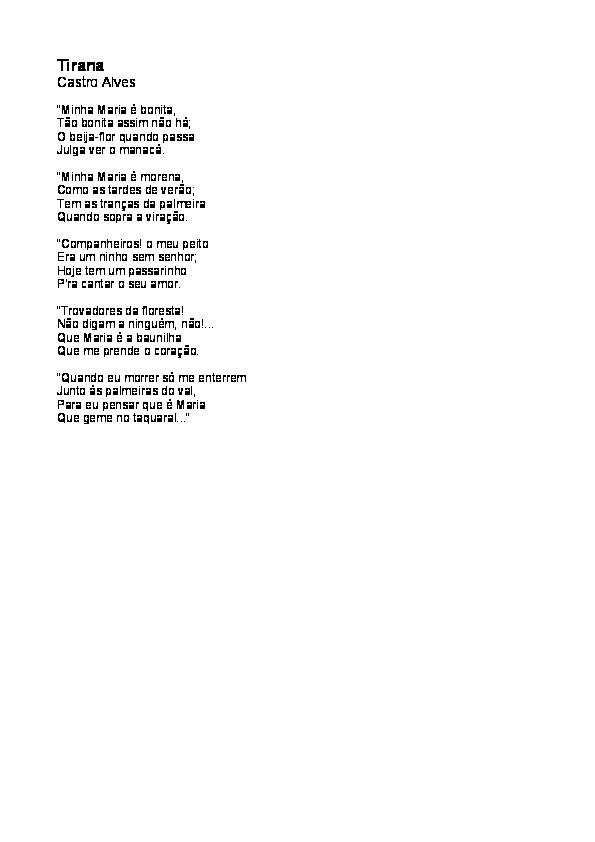 Tirana
Castro Alves
"Minha Maria é bonita,
Tão bonita assim não há;
O beija-flor quando passa
Julga ver o manacá.
"Minha Maria é morena,
Como as tardes de verão;
Tem as tranças da palmeira
Quando sopra a viração.
"Companheiros! o meu peito
Era um ninho sem senhor;
Hoje tem um passarinho
P'ra cantar o seu amor.
"Trovadores da floresta!
Não digam a ninguém, não!...
Que Maria é a baunilha
Que me prende o coração.
"Quando eu morrer só me enterrem
Junto às palmeiras do val,
Para eu pensar que é Maria
Que geme no taquaral..."